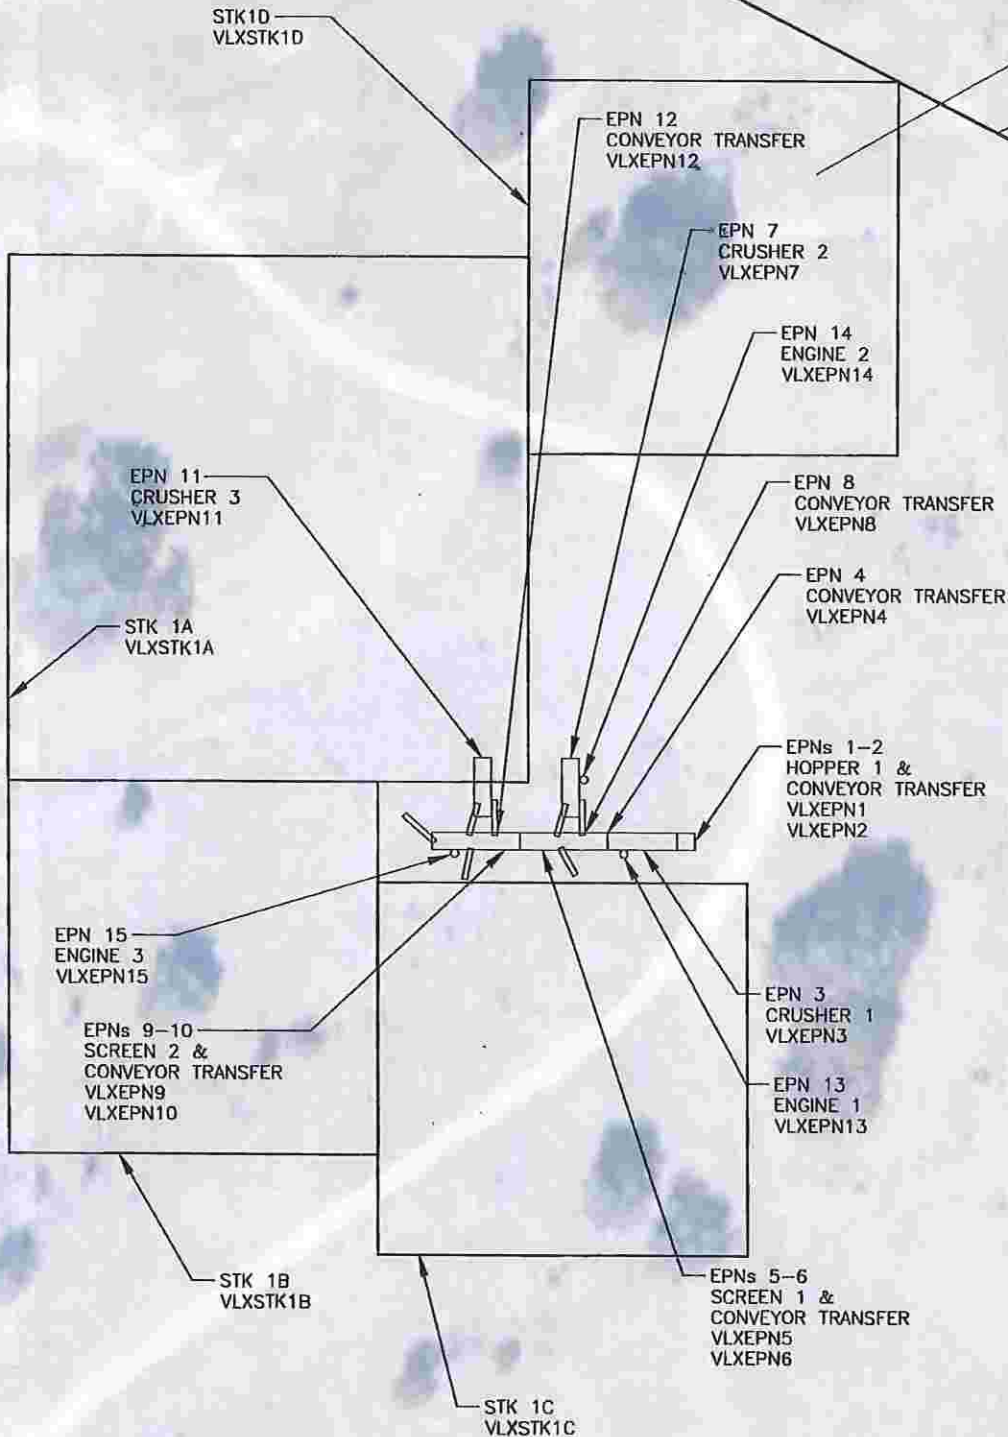 STK1D
VLXSTK1D
EPN 12
CONVEYOR TRANSFER
VLXEPN12
EPN 7
CRUSHER 2
VLXEPN7
EPN 14
ENGINE 2
VLXEPN14
EPN 11
CRUSHER 3
VLXEPN11
EPN 8
CONVEYOR TRANSFER
VLXEPN8
EPN 4
CONVEYOR TRANSFER
VLXEPN4
STK 1A
VLXSTK1A
EPNs 1-2
HOPPER 1 &
CONVEYOR TRANSFER
VLXEPN1
VLXEPN2
EPN 15
ENGINE 3
VLXEPN15
EPN 3
CRUSHER 1
VLXEPN3
EPNs 9-10
SCREEN 2 &
CONVEYOR TRANSFER
VLXEPN9
VLXEPN10
EPN 13
ENGINE 1
VLXEPN13
STK 1B
VLXSTK1B
EPNs 5-6
SCREEN 1 &
CONVEYOR TRANSFER
VLXEPN5
VLXEPN6
STK 1C
VLXSTK1C